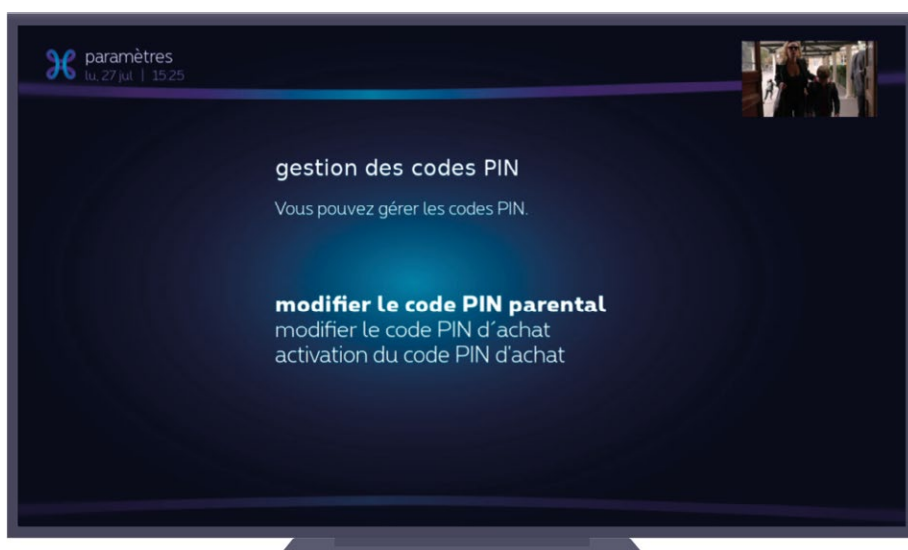 paramètres
lu, 27 jul | 15 25
gestion des codes PIN
Vous pouvez gérer les codes PIN.
modifier le code PIN parental
modifier le code PIN d´achat
activation du code PIN d'achat